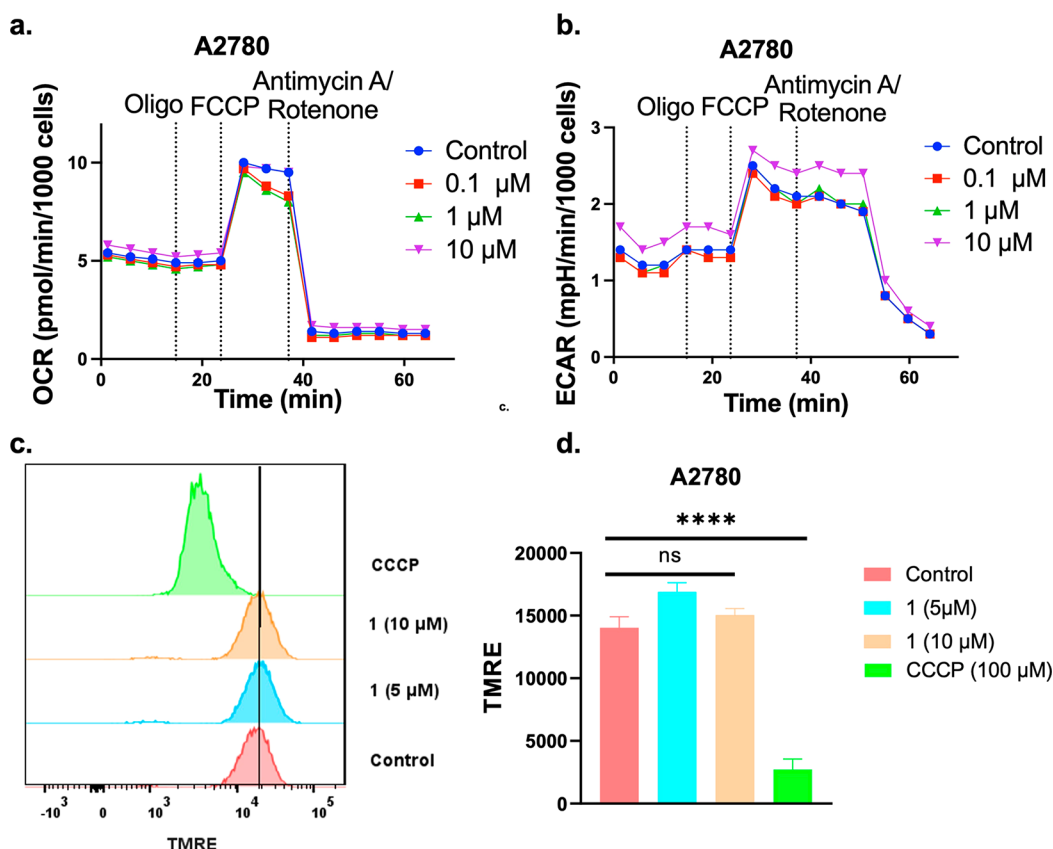 a.
A2780
Antimycin A/
Oligo FCCP Rotenone
OCR (pmol/min/1000 cells)
10
5
0
0 20 40 60
Time (min)
Control
0.1 µM
1 µM
10 µM
b.
A2780
Antimycin A/
Oligo FCCP Rotenone
ECAR (mpH/min/1000 cells)
3
2
1
0
0 20 40 60
Time (min)
Control
0.1 µM
1 µM
10 µM
c.
c.
CCCP
1 (10 µM)
1 (5 µM)
Control
-10³ 0 10³ 10⁴ 10⁵
TMRE
d.
A2780
****
ns
TMRE
20000
15000
10000
5000
0
Control
1 (5µM)
1 (10 µM)
CCCP (100 µM)